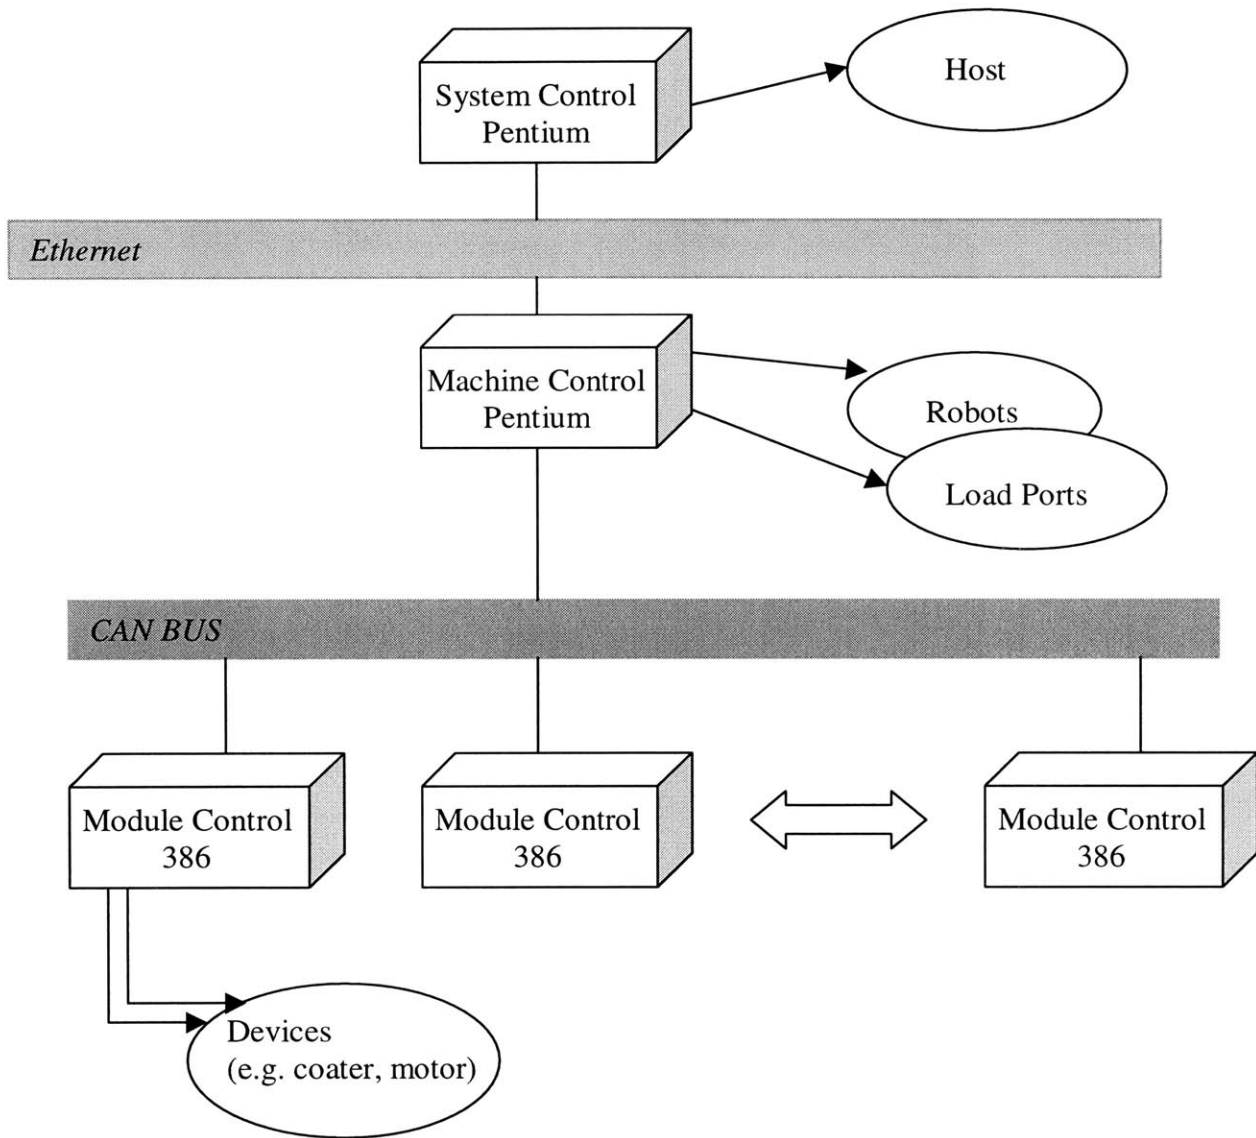 System Control
Pentium
Host
Ethernet
Machine Control
Pentium
Robots
Load Ports
CAN BUS
Module Control
386
Module Control
386
Module Control
386
Devices
(e.g. coater, motor)